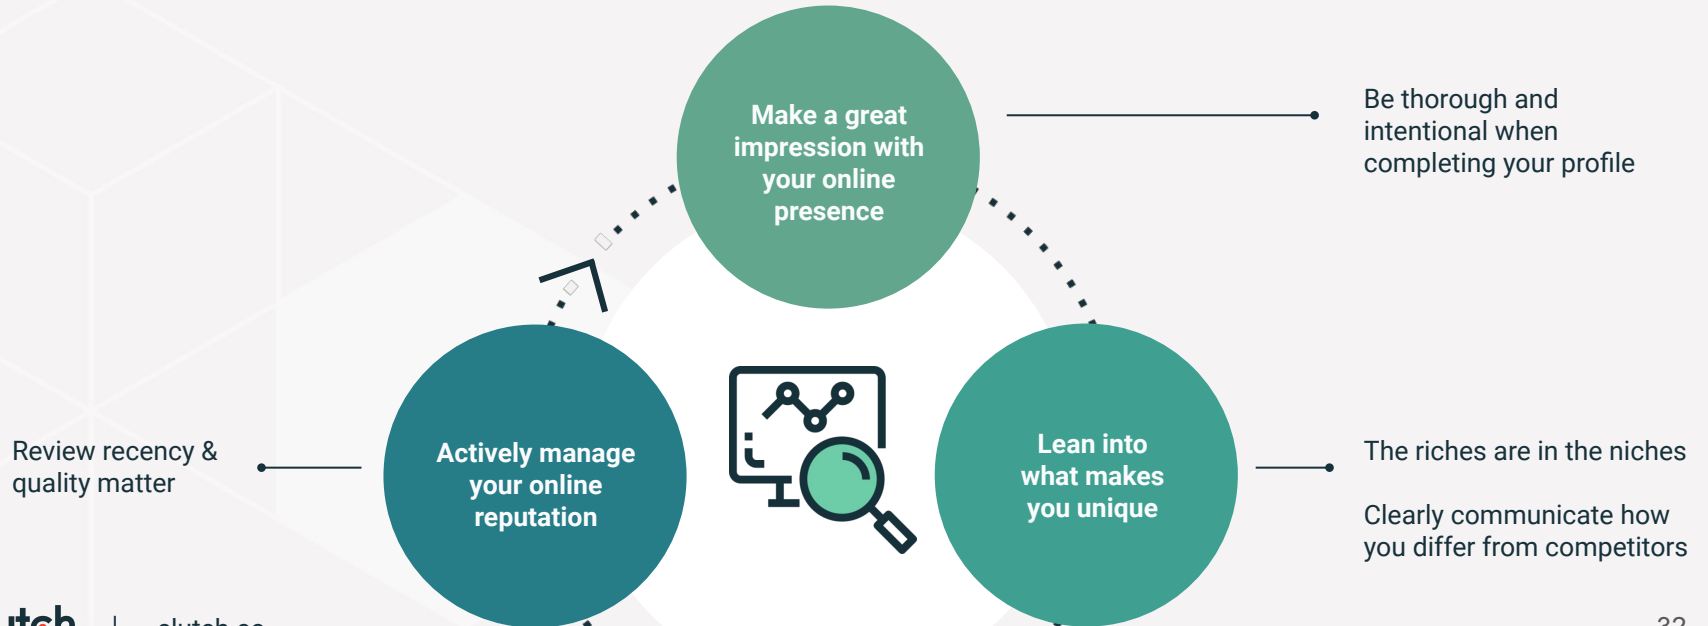 Make a great
impression with
your online
presence
Be thorough and
intentional when
completing your profile
Actively manage
your online
reputation
Review recency &
quality matter
Lean into
what makes
you unique
The riches are in the niches
Clearly communicate how
you differ from competitors